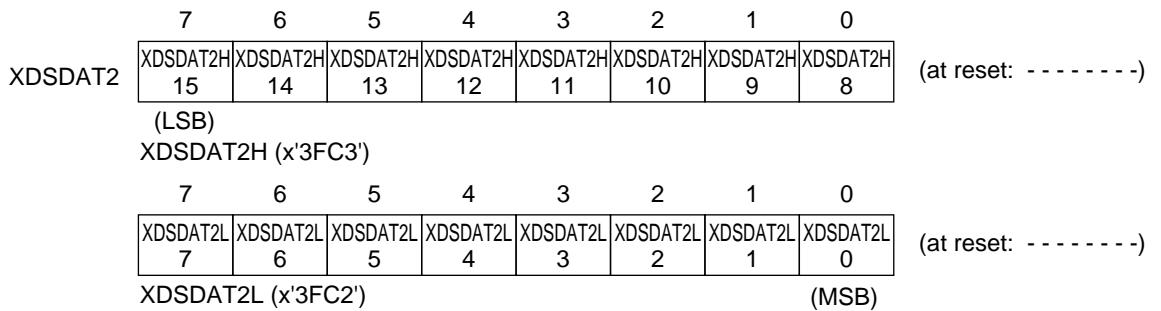 7 6 5 4 3 2 1 0
XDSDAT2 XDSDAT2H XDSDAT2H XDSDAT2H XDSDAT2H XDSDAT2H XDSDAT2H XDSDAT2H XDSDAT2H (at reset: - - - - - - - -)
15 14 13 12 11 10 9 8
(LSB)
XDSDAT2H (x'3FC3')
7 6 5 4 3 2 1 0
XDSDAT2L XDSDAT2L XDSDAT2L XDSDAT2L XDSDAT2L XDSDAT2L XDSDAT2L XDSDAT2L (at reset: - - - - - - - -)
7 6 5 4 3 2 1 0
XDSDAT2L (x'3FC2') (MSB)